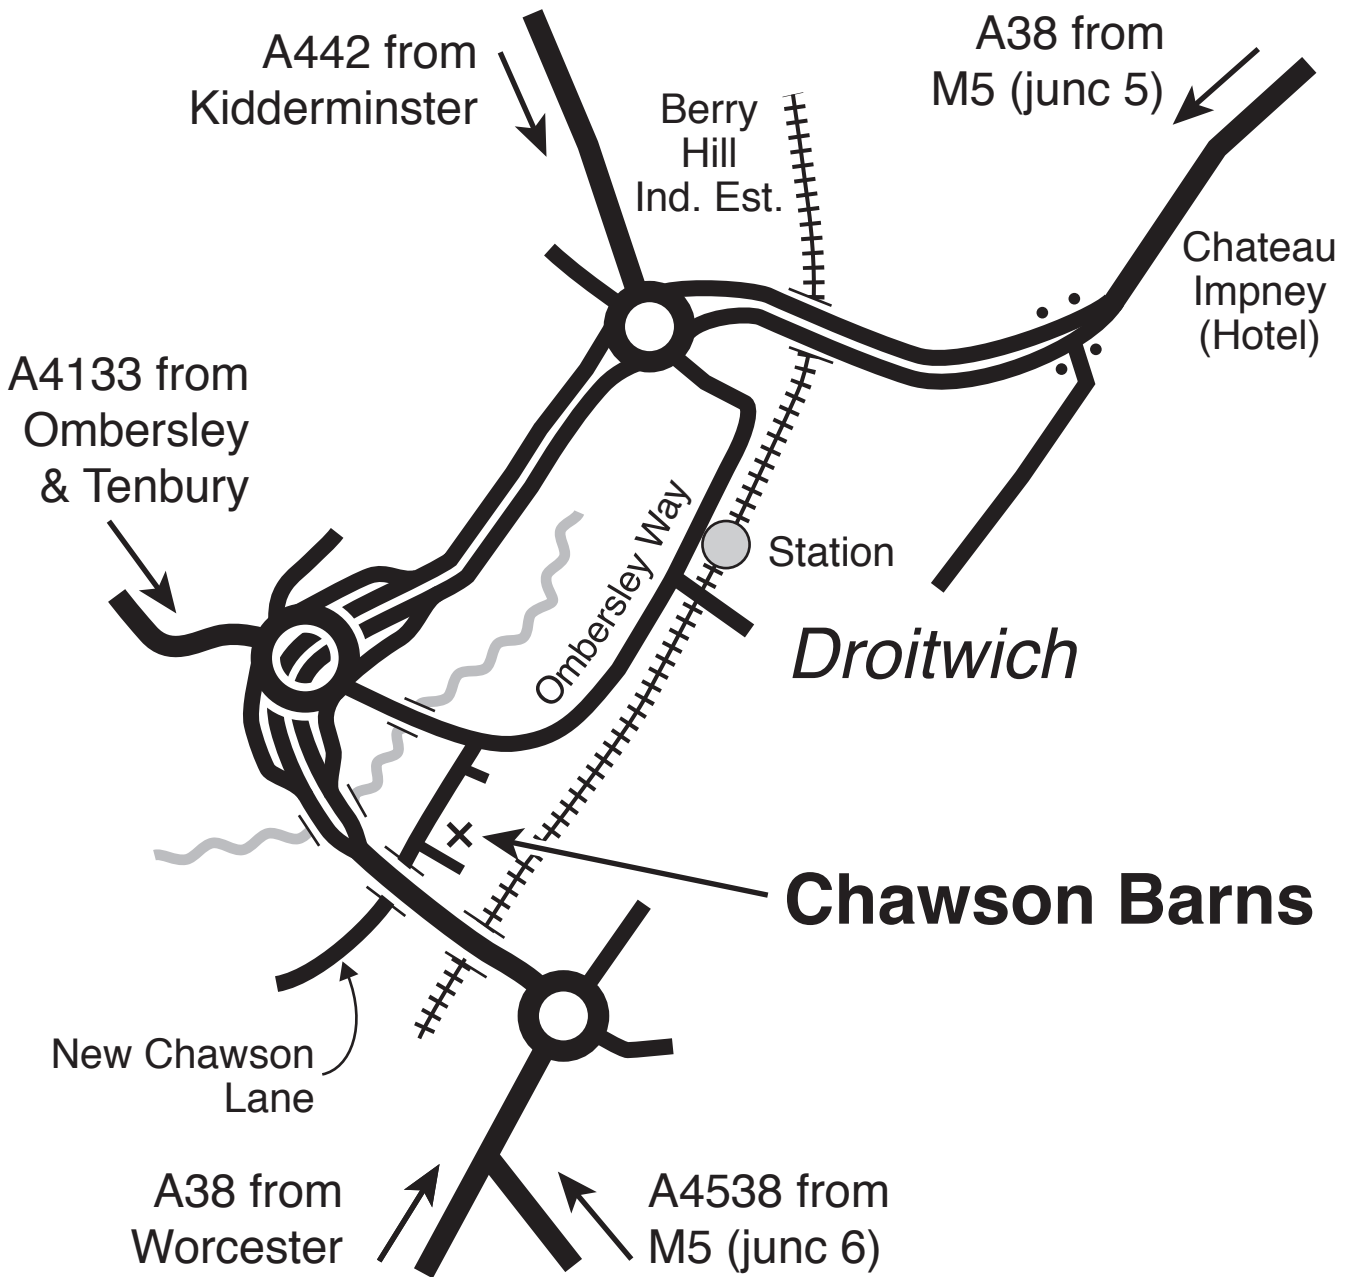 A442 from
Kidderminster
A38 from
M5 (junc 5)
Berry
Hill
Ind. Est.
Chateau
Impney
(Hotel)
A4133 from
Ombersley
& Tenbury
Ombersley Way
Station
Droitwich
Chawson Barns
New Chawson
Lane
A38 from
Worcester
A4538 from
M5 (junc 6)